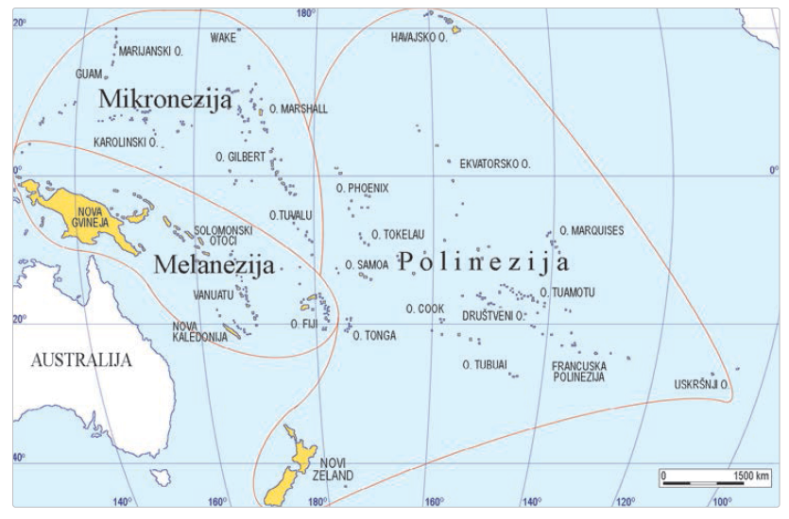 180°
20°
WAKE
HAVAJSKO O.
MARIJANSKI O.
GUAM
Mikronezija
O. MARSHALL
KAROLINSKI O.
O. GILBERT
EKVATORSKO O.
0°
0°
O. PHOENIX
NOVA
GVINEJA
O.TUVALU
SOLOMONSKI
OTOCI
O. TOKELAU
O. MARQUISES
Melanezija
O. SAMOA
Polinezija
VANUATU
O. TUAMOTU
O. COOK
DRUŠTVENI O.
20°
O. FIJI
NOVA
KALEDONIJA
O. TONGA
AUSTRALIJA
O. TUBUAI
FRANCUSKA
POLINEZIJA
USKRŠNJI O.
40°
NOVI
ZELAND
0 1500 km
140° 160° 180° 160° 140° 120° 100°